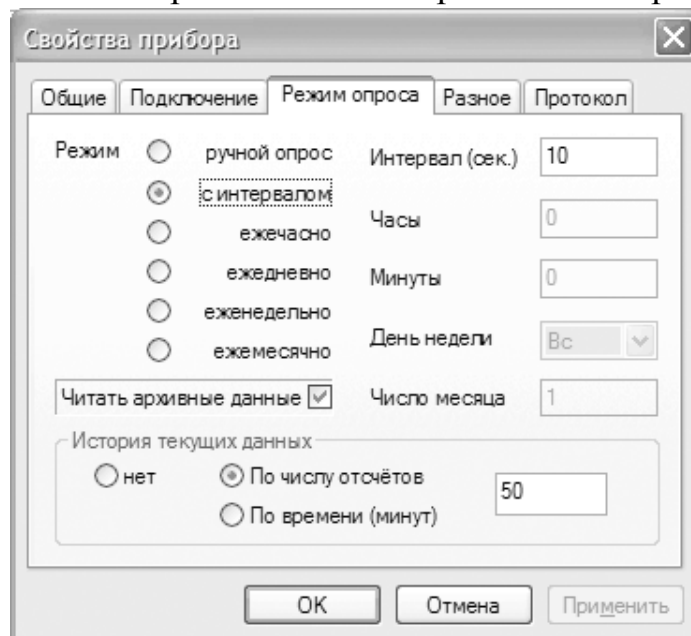 Свойства прибора
Общие Подключение Режим опроса Разное Протокол
Режим ручной опрос Интервал (сек.) 10
с интервалом
ежечасно Часы 0
ежедневно Минуты 0
еженедельно
День недели Вс
ежемесячно
Читать архивные данные Число месяца 1
История текущих данных
нет По числу отсчётов 50
По времени (минут)
OK Отмена Применить